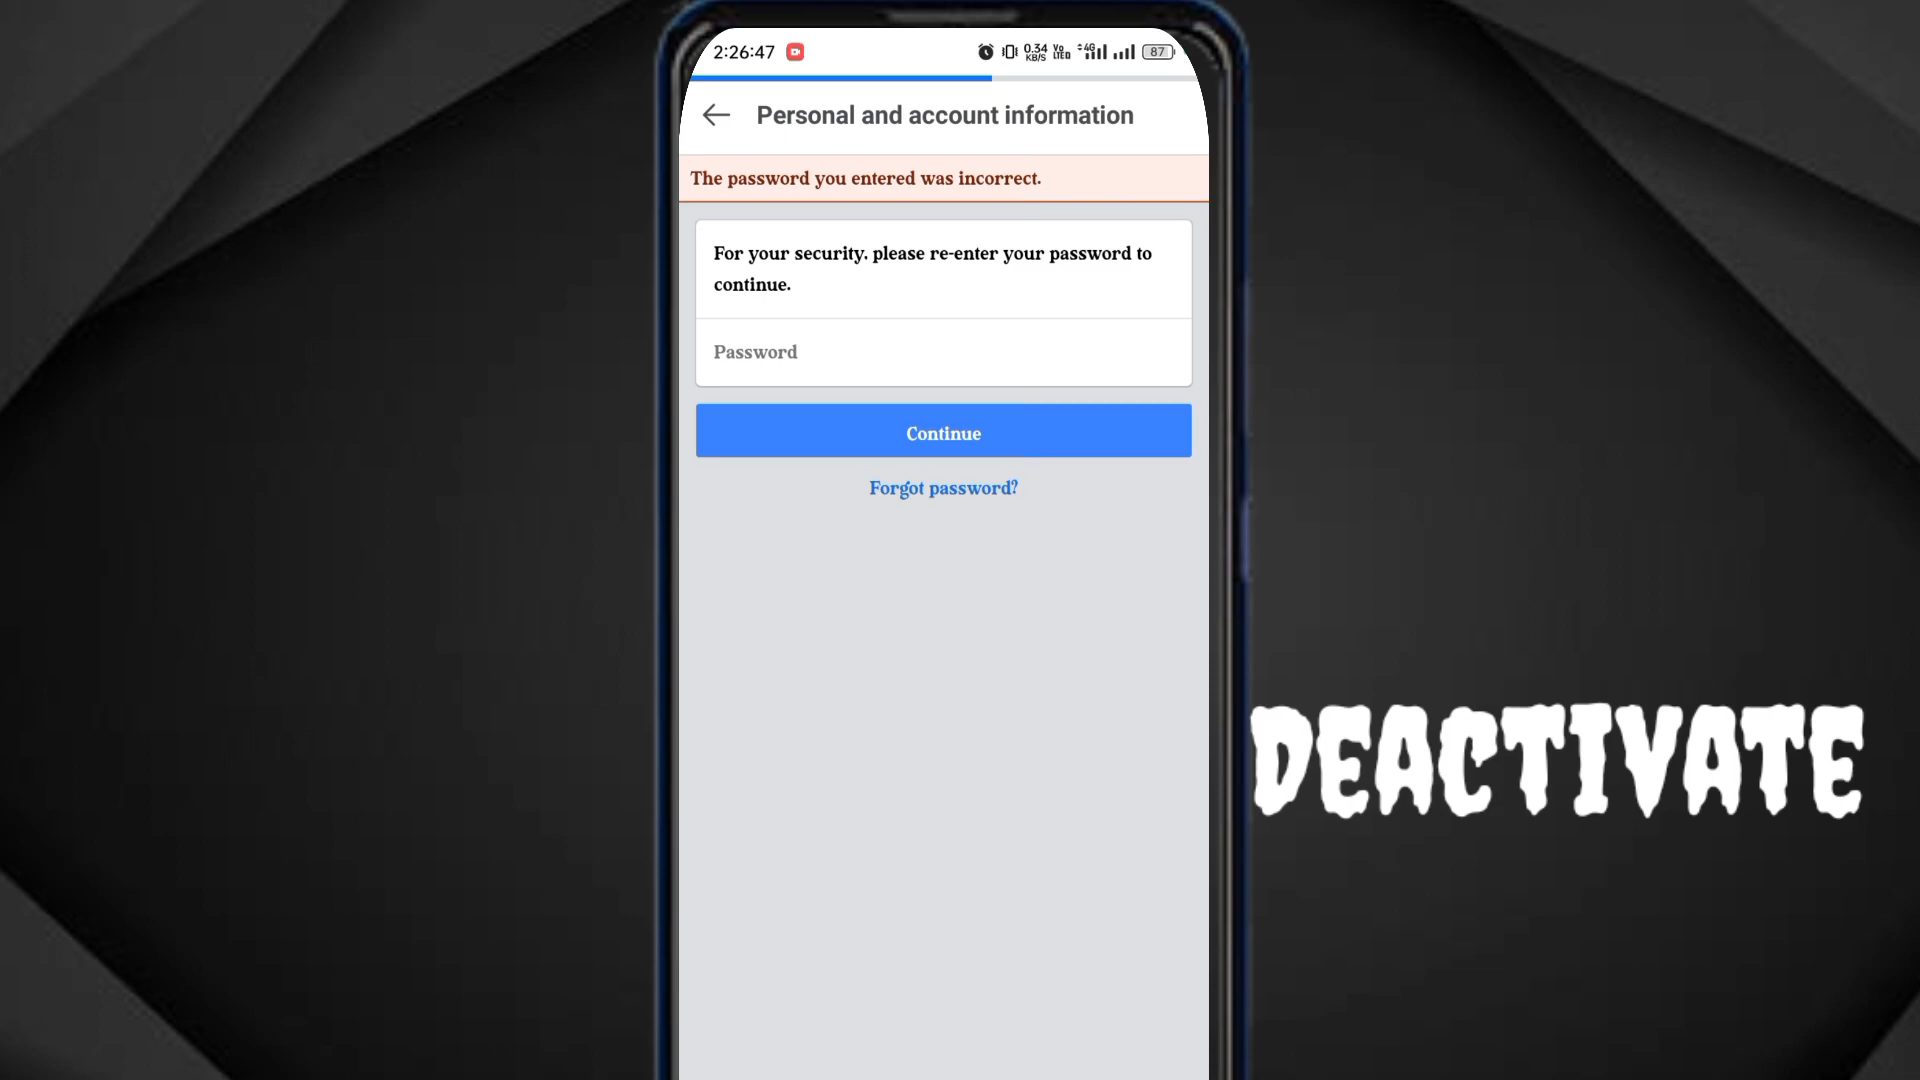 2:26:47
0.34 KB/S Vo LTED 4G 87
Personal and account information
The password you entered was incorrect.
For your security, please re-enter your password to
continue.
Password
Continue
Forgot password?
DEACTIVATE